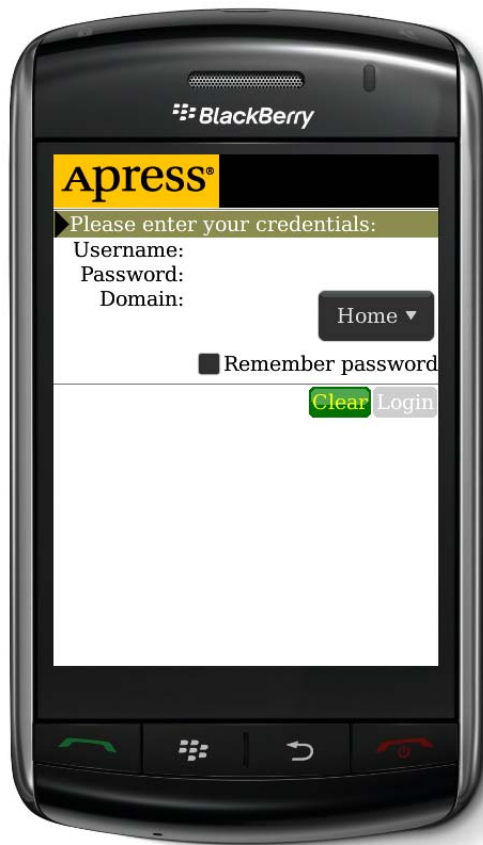 BlackBerry
Apress®
Please enter your credentials:
Username:
Password:
Domain:
Home
Remember password
Clear Login